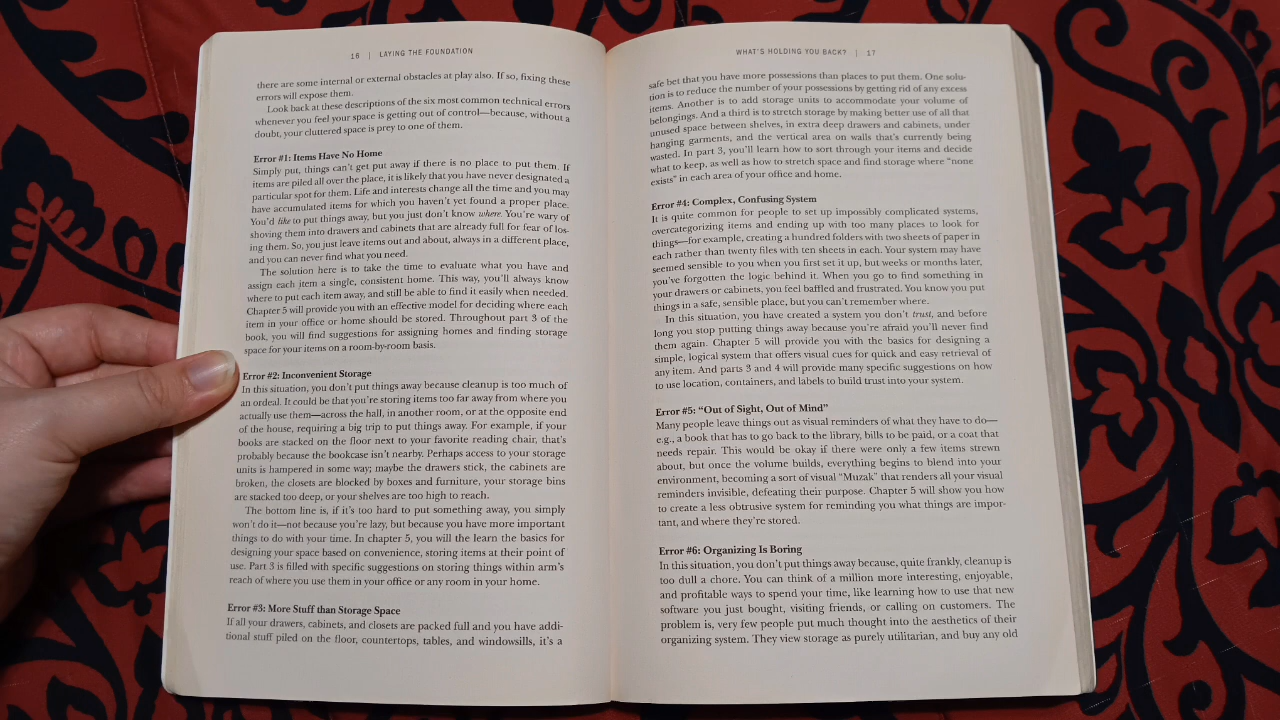 16 | LAYING THE FOUNDATION
there are some internal or external obstacles at play also. If so, fixing these
errors will expose them.
Look back at these descriptions of the six most common technical errors
whenever you feel your space is getting out of control—because, without a
doubt, your cluttered space is prey to one of them.
Error #1: Items Have No Home
Simply put, things can't get put away if there is no place to put them. If
items are piled all over the place, it is likely that you have never designated a
particular spot for them. Life and interests change all the time and you may
have accumulated items for which you haven't yet found a proper place.
You'd like to put things away, but you just don't know where. You're wary of
shoving them into drawers and cabinets that are already full for fear of los-
ing them. So, you just leave items out and about, always in a different place,
and you can never find what you need.
The solution here is to take the time to evaluate what you have and
assign each item a single, consistent home. This way, you'll always know
where to put each item away, and still be able to find it easily when needed.
Chapter 5 will provide you with an effective model for deciding where each
item in your office or home should be stored. Throughout part 3 of the
book, you will find suggestions for assigning homes and finding storage
space for your items on a room-by-room basis.
Error #2: Inconvenient Storage
In this situation, you don't put things away because cleanup is too much of
an ordeal. It could be that you're storing items too far away from where you
actually use them—across the hall, in another room, or at the opposite end
of the house, requiring a big trip to put things away. For example, if your
books are stacked on the floor next to your favorite reading chair, that's
probably because the bookcase isn't nearby. Perhaps access to your storage
units is hampered in some way; maybe the drawers stick, the cabinets are
broken, the closets are blocked by boxes and furniture, your storage bins
are stacked too deep, or your shelves are too high to reach.
The bottom line is, if it's too hard to put something away, you simply
won't do it—not because you're lazy, but because you have more important
things to do with your time. In chapter 5, you will the learn the basics for
designing your space based on convenience, storing items at their point of
use. Part 3 is filled with specific suggestions on storing things within arm's
reach of where you use them in your office or any room in your home.
Error #3: More Stuff than Storage Space
If all your drawers, cabinets, and closets are packed full and you have addi-
tional stuff piled on the floor, countertops, tables, and windowsills, it's a
WHAT'S HOLDING YOU BACK? | 17
safe bet that you have more possessions than places to put them. One solu-
tion is to reduce the number of your possessions by getting rid of any excess
items. Another is to add storage units to accommodate your volume of
belongings. And a third is to stretch storage by making better use of all that
unused space between shelves, in extra deep drawers and cabinets, under
hanging garments, and the vertical area on walls that's currently being
wasted. In part 3, you'll learn how to sort through your items and decide
what to keep, as well as how to stretch space and find storage where "none
exists" in each area of your office and home.
Error #4: Complex, Confusing System
It is quite common for people to set up impossibly complicated systems,
overcategorizing items and ending up with too many places to look for
things—for example, creating a hundred folders with two sheets of paper in
each rather than twenty files with ten sheets in each. Your system may have
seemed sensible to you when you first set it up, but weeks or months later,
you've forgotten the logic behind it. When you go to find something in
your drawers or cabinets, you feel baffled and frustrated. You know you put
things in a safe, sensible place, but you can't remember where.
In this situation, you have created a system you don't trust, and before
long you stop putting things away because you're afraid you'll never find
them again. Chapter 5 will provide you with the basics for designing a
simple, logical system that offers visual cues for quick and easy retrieval of
any item. And parts 3 and 4 will provide many specific suggestions on how
to use location, containers, and labels to build trust into your system.
Error #5: "Out of Sight, Out of Mind"
Many people leave things out as visual reminders of what they have to do—
e.g., a book that has to go back to the library, bills to be paid, or a coat that
needs repair. This would be okay if there were only a few items strewn
about, but once the volume builds, everything begins to blend into your
environment, becoming a sort of visual "Muzak" that renders all your visual
reminders invisible, defeating their purpose. Chapter 5 will show you how
to create a less obtrusive system for reminding you what things are impor-
tant, and where they're stored.
Error #6: Organizing Is Boring
In this situation, you don't put things away because, quite frankly, cleanup is
too dull a chore. You can think of a million more interesting, enjoyable,
and profitable ways to spend your time, like learning how to use that new
software you just bought, visiting friends, or calling on customers. The
problem is, very few people put much thought into the aesthetics of their
organizing system. They view storage as purely utilitarian, and buy any old